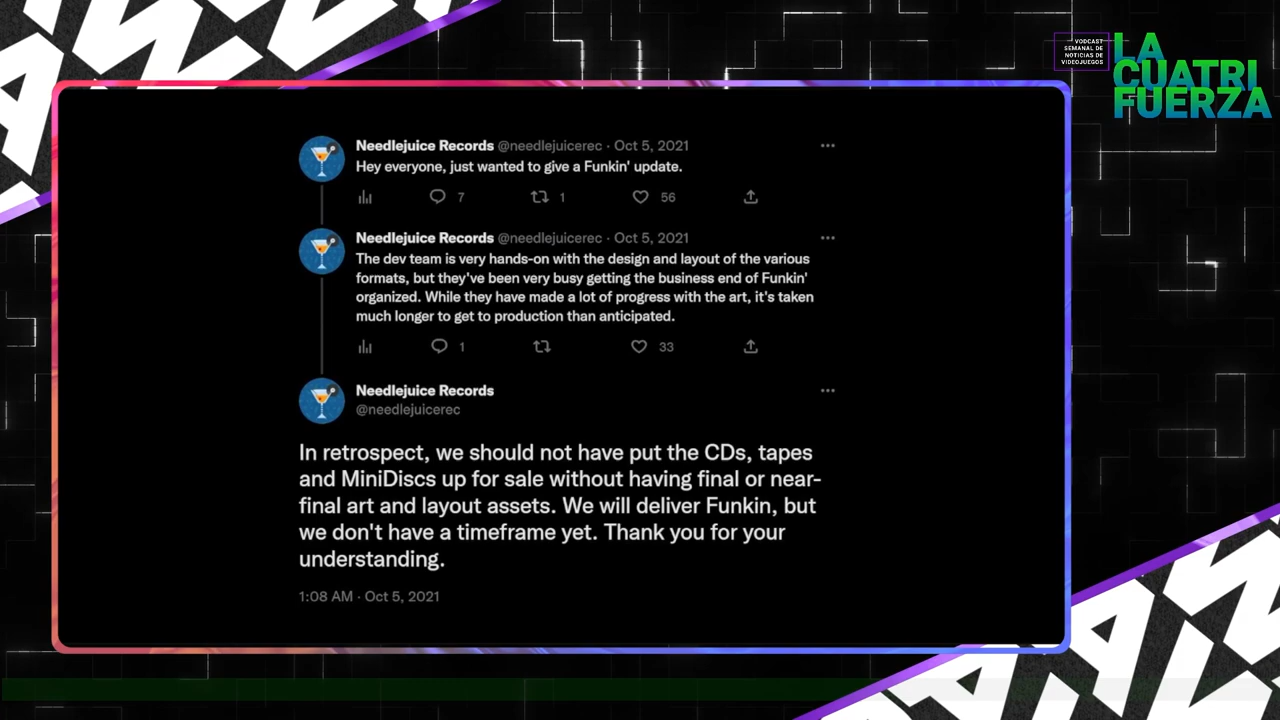 VODCAST
SEMANAL DE
NOTICIAS DE
VIDEOJUEGOS
LA
CUATRI
FUERZA
Needlejuice Records @needlejuicerec · Oct 5, 2021
Hey everyone, just wanted to give a Funkin' update.
7 1 56
Needlejuice Records @needlejuicerec · Oct 5, 2021
The dev team is very hands-on with the design and layout of the various
formats, but they've been very busy getting the business end of Funkin'
organized. While they have made a lot of progress with the art, it's taken
much longer to get to production than anticipated.
1 33
Needlejuice Records
@needlejuicerec
In retrospect, we should not have put the CDs, tapes
and MiniDiscs up for sale without having final or near-
final art and layout assets. We will deliver Funkin, but
we don't have a timeframe yet. Thank you for your
understanding.
1:08 AM · Oct 5, 2021